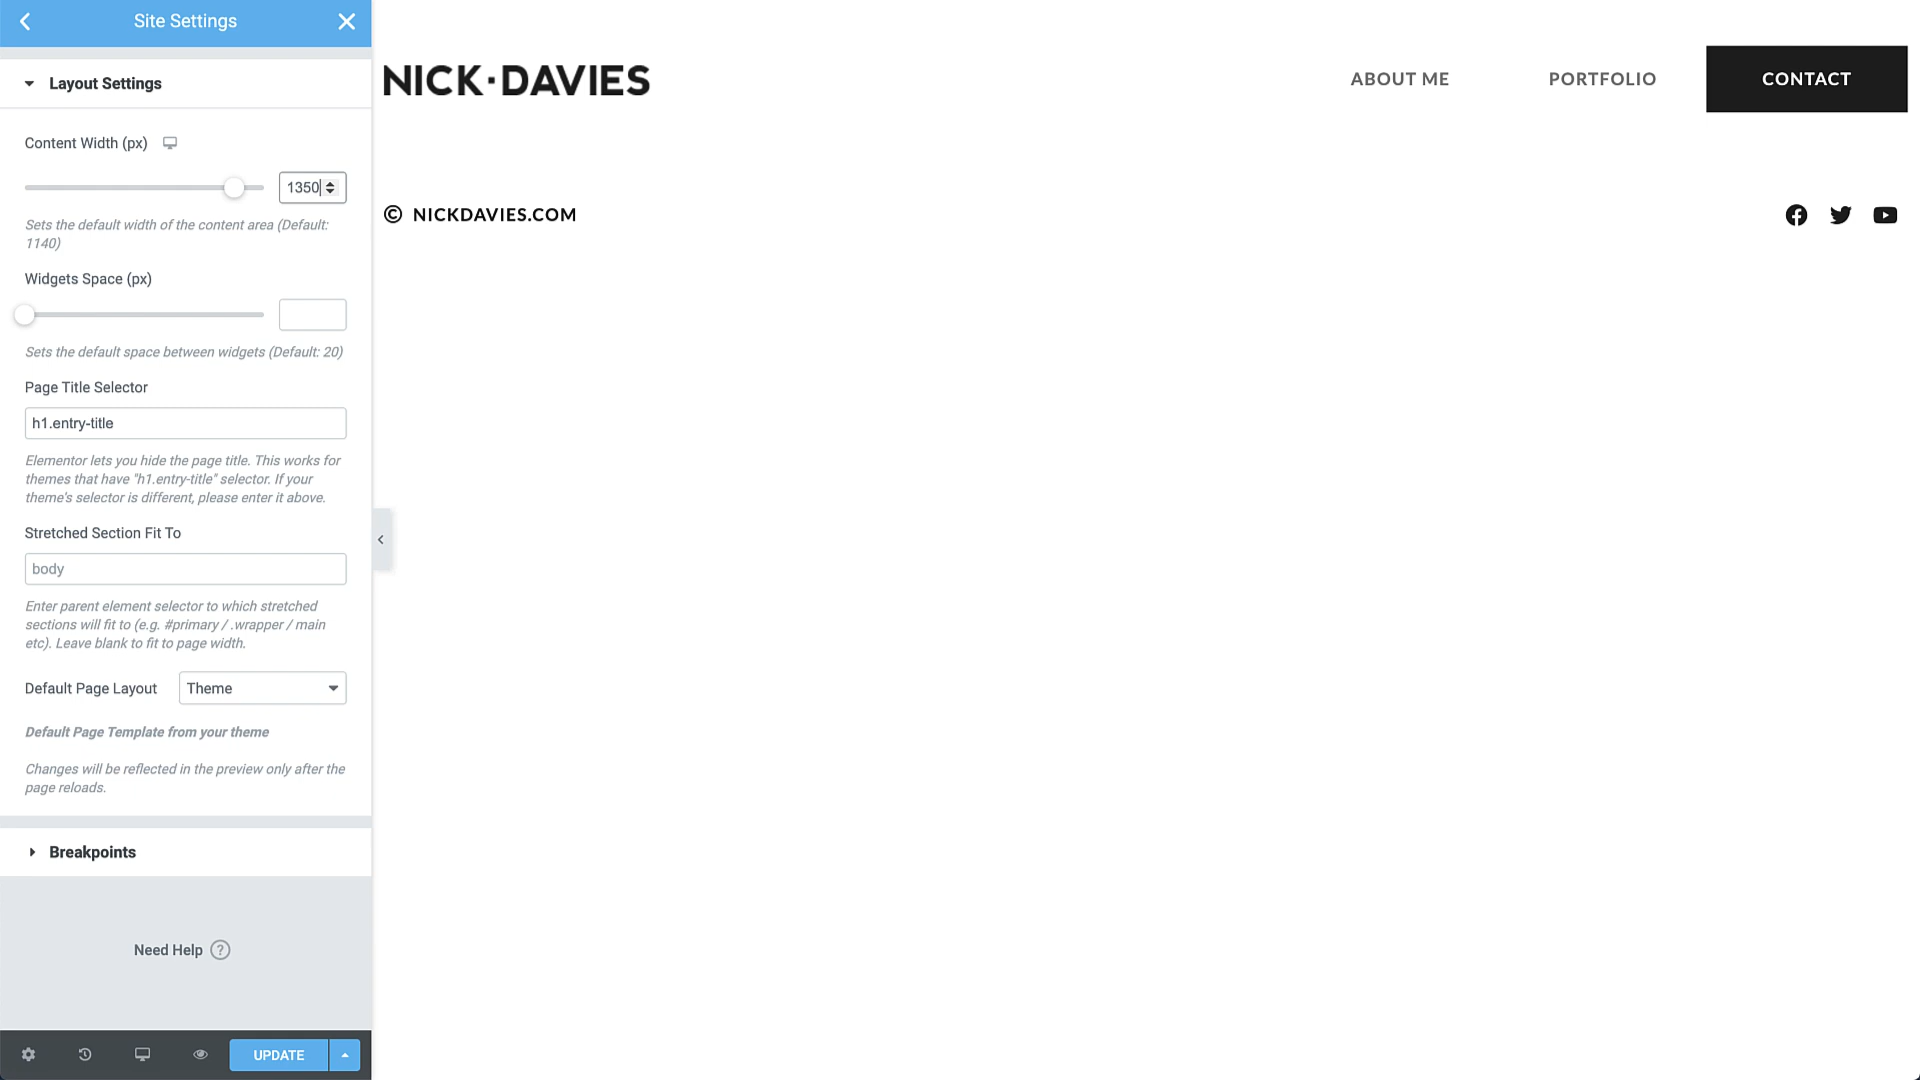 Site Settings
Layout Settings
Content Width (px)
1350
Sets the default width of the content area (Default:
1140)
Widgets Space (px)
Sets the default space between widgets (Default: 20)
Page Title Selector
h1.entry-title
Elementor lets you hide the page title. This works for
themes that have "h1.entry-title" selector. If your
theme's selector is different, please enter it above.
Stretched Section Fit To
body
Enter parent element selector to which stretched
sections will fit to (e.g. #primary / .wrapper / main
etc). Leave blank to fit to page width.
Default Page Layout Theme
Default Page Template from your theme
Changes will be reflected in the preview only after the
page reloads.
Breakpoints
Need Help ?
UPDATE
NICK·DAVIES
ABOUT ME PORTFOLIO CONTACT
© NICKDAVIES.COM